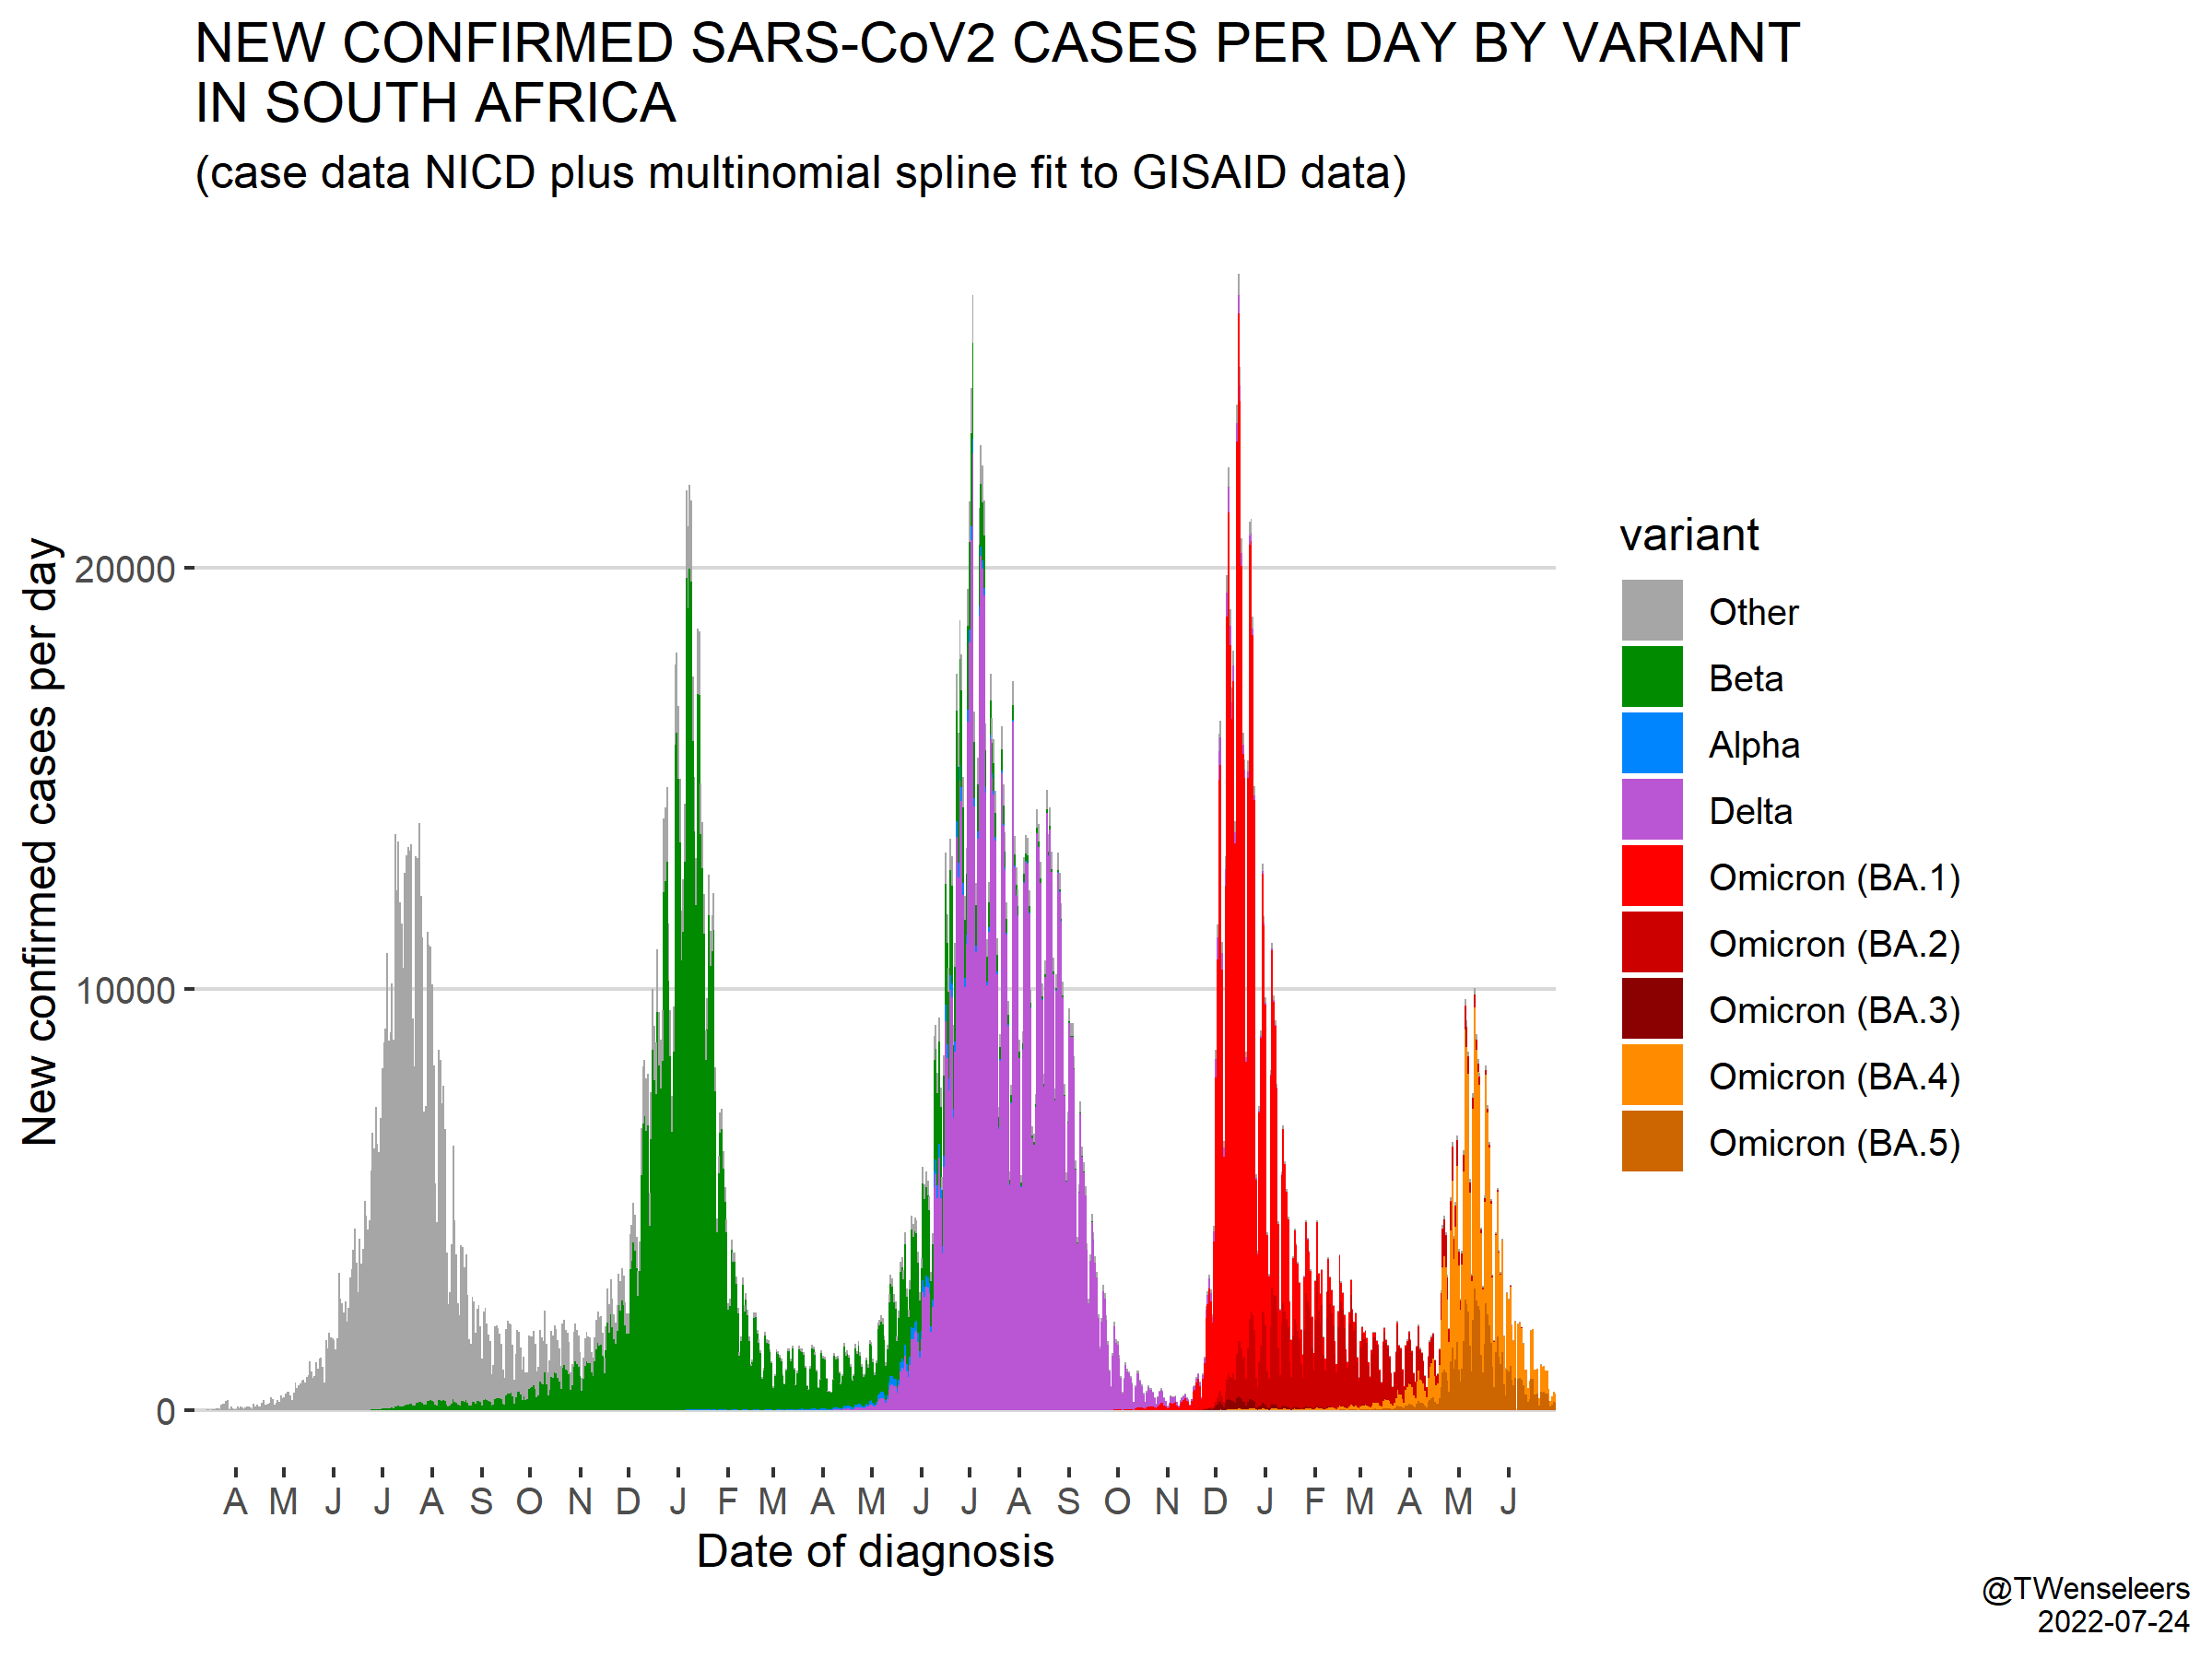 NEW CONFIRMED SARS-CoV2 CASES PER DAY BY VARIANT
IN SOUTH AFRICA
(case data NICD plus multinomial spline fit to GISAID data)
New confirmed cases per day
20000
10000
0
A M J J A S O N D J F M A M J J A S O N D J F M A M J
Date of diagnosis
variant
Other
Beta
Alpha
Delta
Omicron (BA.1)
Omicron (BA.2)
Omicron (BA.3)
Omicron (BA.4)
Omicron (BA.5)
@TWenseleers
2022-07-24